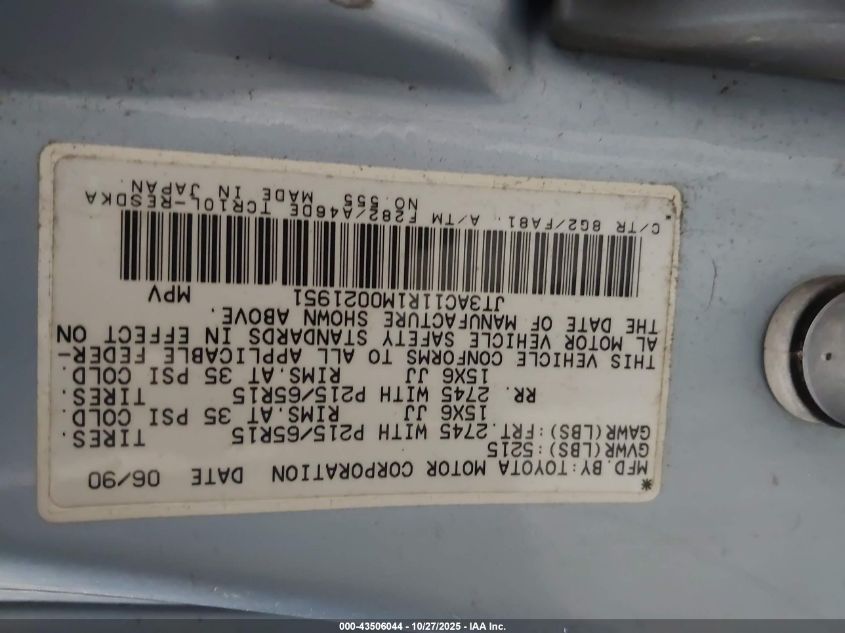 *
MFD. BY:TOYOTA MOTOR CORPORATION DATE 06/90
GVWR(LBS):5215
GAWR(LBS):FRT. 2745 WITH P215/65R15 TIRES.
15X6 JJ RIMS.AT 35 PSI COLD.
RR. 2745 WITH P215/65R15 TIRES.
15X6 JJ RIMS.AT 35 PSI COLD.
THIS VEHICLE CONFORMS TO ALL APPLICABLE FEDER-
AL MOTOR VEHICLE SAFETY STANDARDS IN EFFECT ON
THE DATE OF MANUFACTURE SHOWN ABOVE.
JT3AC11R1M0021951 MPV
C/TR 8G2/FA81. A/TM F282/A46DE TCR10L-RESDKA
NO.555 MADE IN JAPAN.
000-43506044 - 10/27/2025 - IAA Inc.